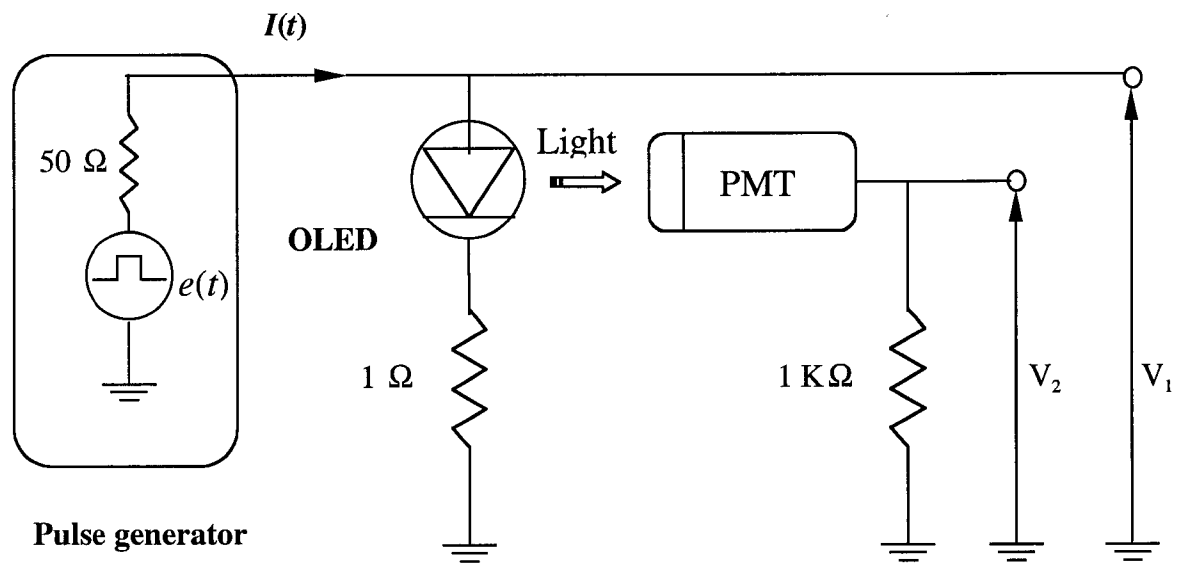 I(t)
50 Ω
e(t)
Pulse generator
OLED
Light
PMT
1 Ω
1 KΩ
V₂
V₁